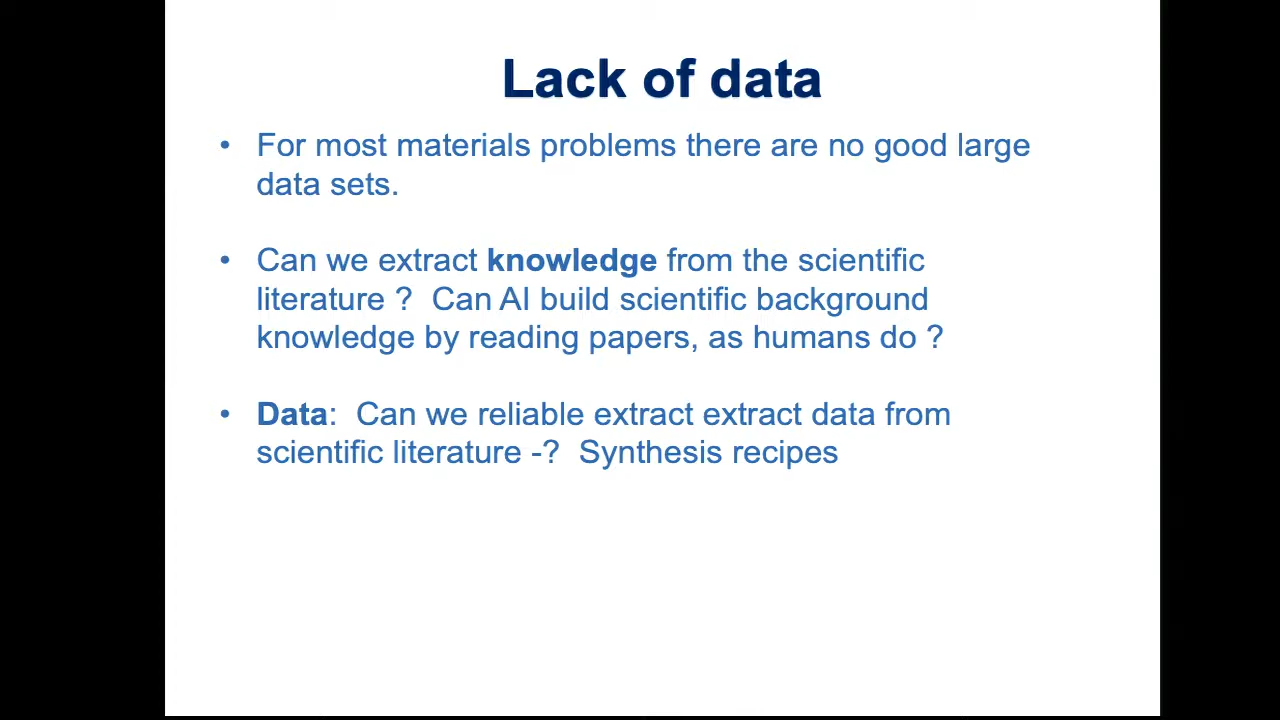 Lack of data
• For most materials problems there are no good large
data sets.
• Can we extract knowledge from the scientific
literature ?  Can AI build scientific background
knowledge by reading papers, as humans do ?
• Data:  Can we reliable extract extract data from
scientific literature -?  Synthesis recipes